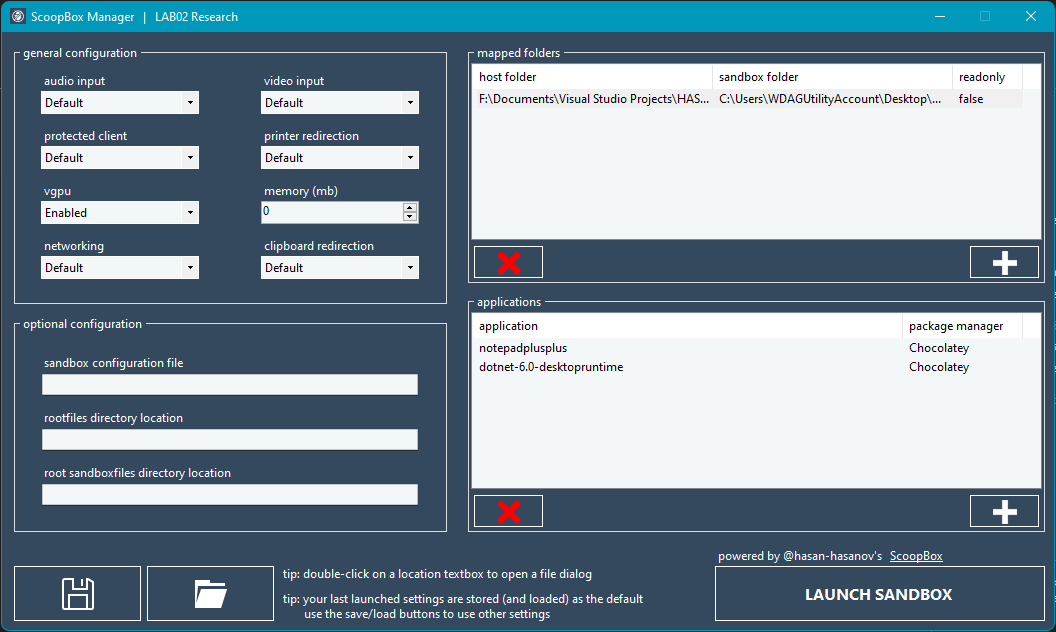 ScoopBox Manager | LAB02 Research
general configuration
audio input
video input
Default
Default
protected client
printer redirection
Default
Default
vgpu
memory (mb)
Enabled
0
networking
clipboard redirection
Default
Default
optional configuration
sandbox configuration file
rootfiles directory location
root sandboxfiles directory location
mapped folders
host folder sandbox folder readonly
F:\Documents\Visual Studio Projects\HAS... C:\Users\WDAGUtilityAccount\Desktop\... false
applications
application package manager
notepadplusplus Chocolatey
dotnet-6.0-desktopruntime Chocolatey
tip: double-click on a location textbox to open a file dialog
tip: your last launched settings are stored (and loaded) as the default
use the save/load buttons to use other settings
powered by @hasan-hasanov's ScoopBox
LAUNCH SANDBOX